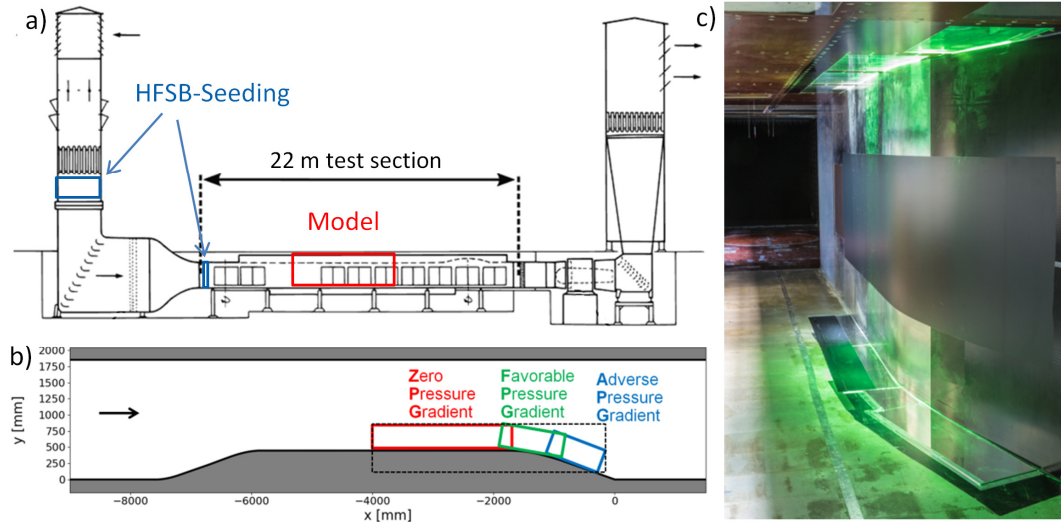 a)
HFSB-Seeding
22 m test section
Model
b)
2000
1750
1500
1250
1000
750
500
250
0
y [mm]
Zero
Pressure
Gradient
Favorable
Pressure
Gradient
Adverse
Pressure
Gradient
−8000
−6000
−4000
−2000
0
x [mm]
c)